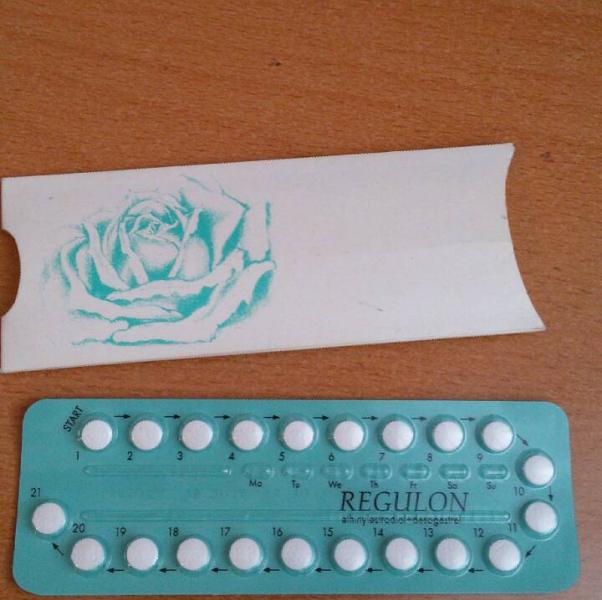 START
1 2 3 4 5 6 7 8 9
Mo Tu We Th Fr Sa Su
10
REGULON
21
ethinylestradiol+desogestrel
11
20 19 18 17 16 15 14 13 12